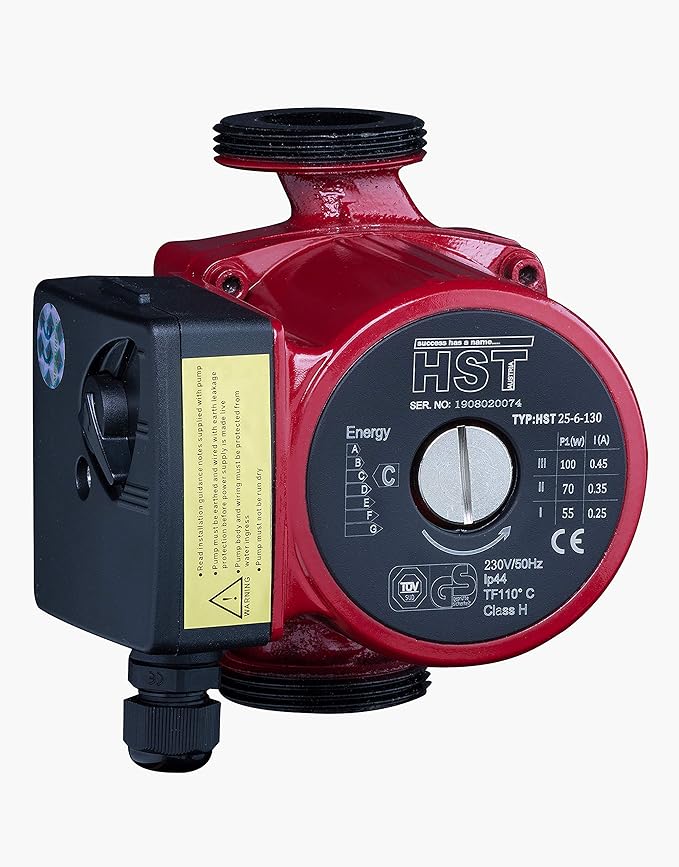 success has a name.....
HST
AUSTRIA
SER. NO: 1908020074
TYP:HST 25-6-130
Energy
A
B
C
D
E
F
G
C
P1(W) I(A)
III 100 0.45
II 70 0.35
I 55 0.25
CE
230V/50Hz
Ip44
TF110° C
Class H
TÜV
SÜD
GS
geprüfte
Sicherheit
• Read installation guidance notes supplied with pump
• Pump must be earthed and wired with earth leakage
protection before power supply is made live
• Pump body and wiring must be protected from
water ingress
• Pump must not be run dry
WARNING